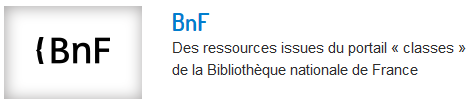 ⟨BnF
BnF
Des ressources issues du portail « classes »
de la Bibliothèque nationale de France